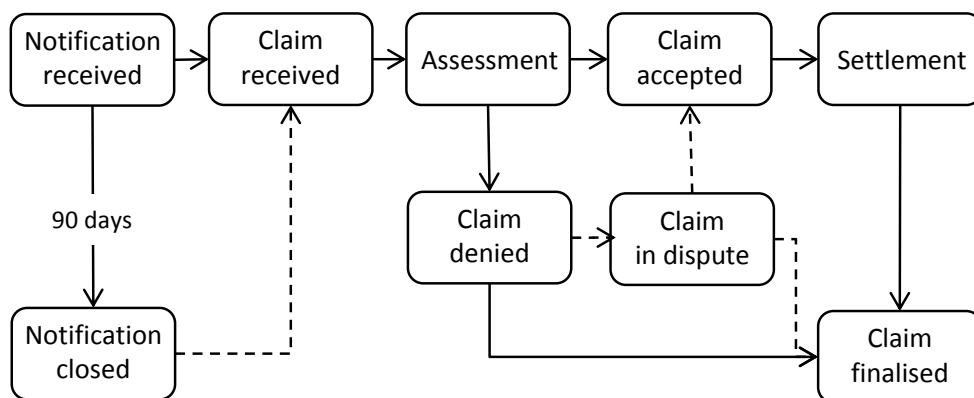 Notification
received
Claim
received
Assessment
Claim
accepted
Settlement
90 days
Claim
denied
Claim
in dispute
Notification
closed
Claim
finalised